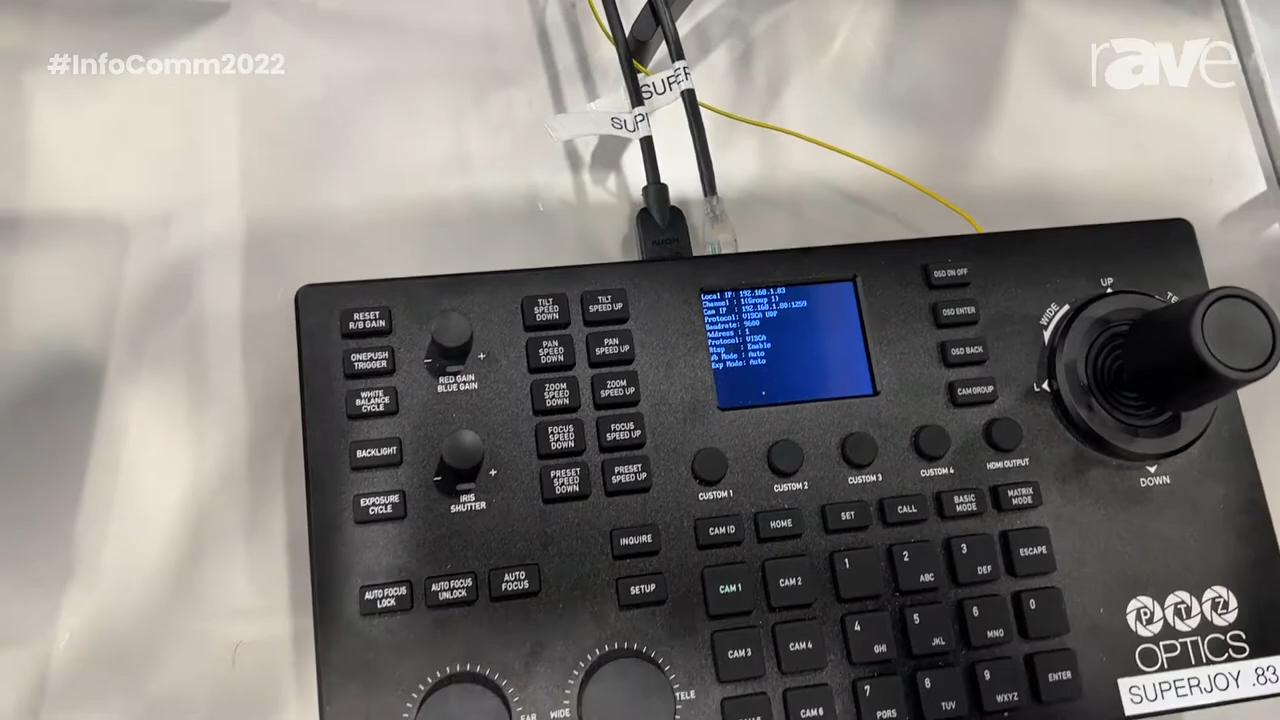 #InfoComm2022
rave
SUPER
SUPE
RESET
R/B GAIN
ONEPUSH
TRIGGER
WHITE
BALANCE
CYCLE
BACKLIGHT
EXPOSURE
CYCLE
- +
RED GAIN
BLUE GAIN
- +
IRIS
SHUTTER
TILT
SPEED
DOWN
TILT
SPEED UP
PAN
SPEED
DOWN
PAN
SPEED UP
ZOOM
SPEED
DOWN
ZOOM
SPEED UP
FOCUS
SPEED
DOWN
FOCUS
SPEED UP
PRESET
SPEED
DOWN
PRESET
SPEED UP
Local IP: 192.168.1.83
Channel : 1(Group 1)
Cam IP : 192.168.1.80:1259
Protocol: VISCA UDP
Baudrate: 9600
Address : 1
Protocol: VISCA
Rtsp : Enable
Wb Mode : Auto
Exp Mode: Auto
OSD ON OFF
OSD ENTER
OSD BACK
CAM GROUP
UP
WIDE
TE
L
DOWN
CUSTOM 1
CUSTOM 2
CUSTOM 3
CUSTOM 4
HDMI OUTPUT
INQUIRE
SETUP
CAM ID
HOME
SET
CALL
BASIC
MODE
MATRIX
MODE
AUTO FOCUS
LOCK
AUTO FOCUS
UNLOCK
AUTO
FOCUS
CAM 1
CAM 2
1
2 ABC
3 DEF
ESCAPE
CAM 3
CAM 4
4 GHI
5 JKL
6 MNO
0
CAM 6
7 PQRS
8 TUV
9 WXYZ
ENTER
WIDE
TELE
PTZ
OPTICS
SUPERJOY .83